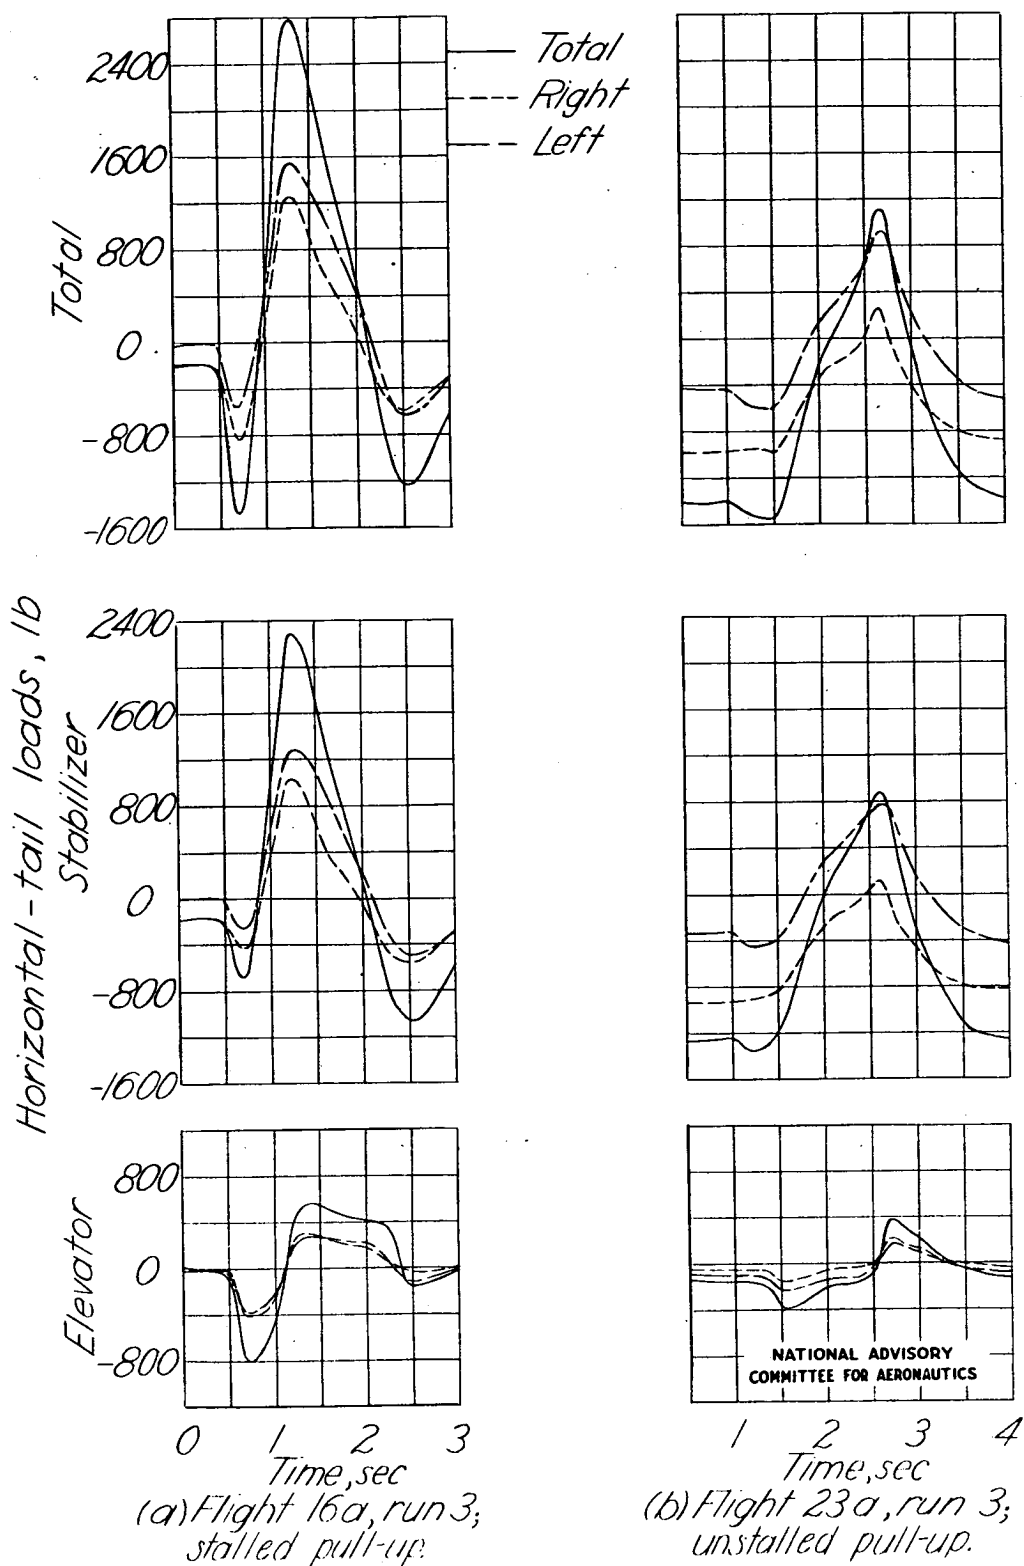 Total
Right
Left
Horizontal-tail loads, lb
Total
2400
1600
800
0
-800
-1600
Stabilizer
2400
1600
800
0
-800
-1600
Elevator
800
0
-800
NATIONAL ADVISORY
COMMITTEE FOR AERONAUTICS
0 1 2 3
Time, sec
(a) Flight 16a, run 3;
stalled pull-up.
1 2 3 4
Time, sec
(b) Flight 23a, run 3;
unstalled pull-up.